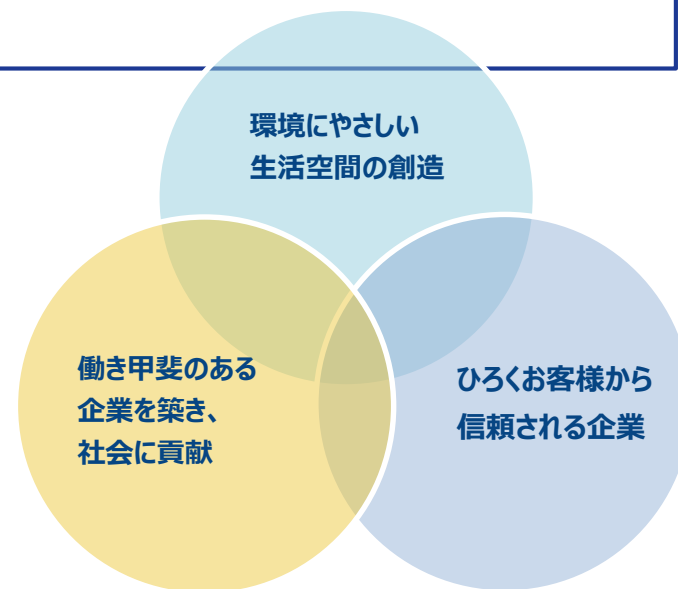 環境にやさしい
生活空間の創造
働き甲斐のある
企業を築き、
社会に貢献
ひろくお客様から
信頼される企業